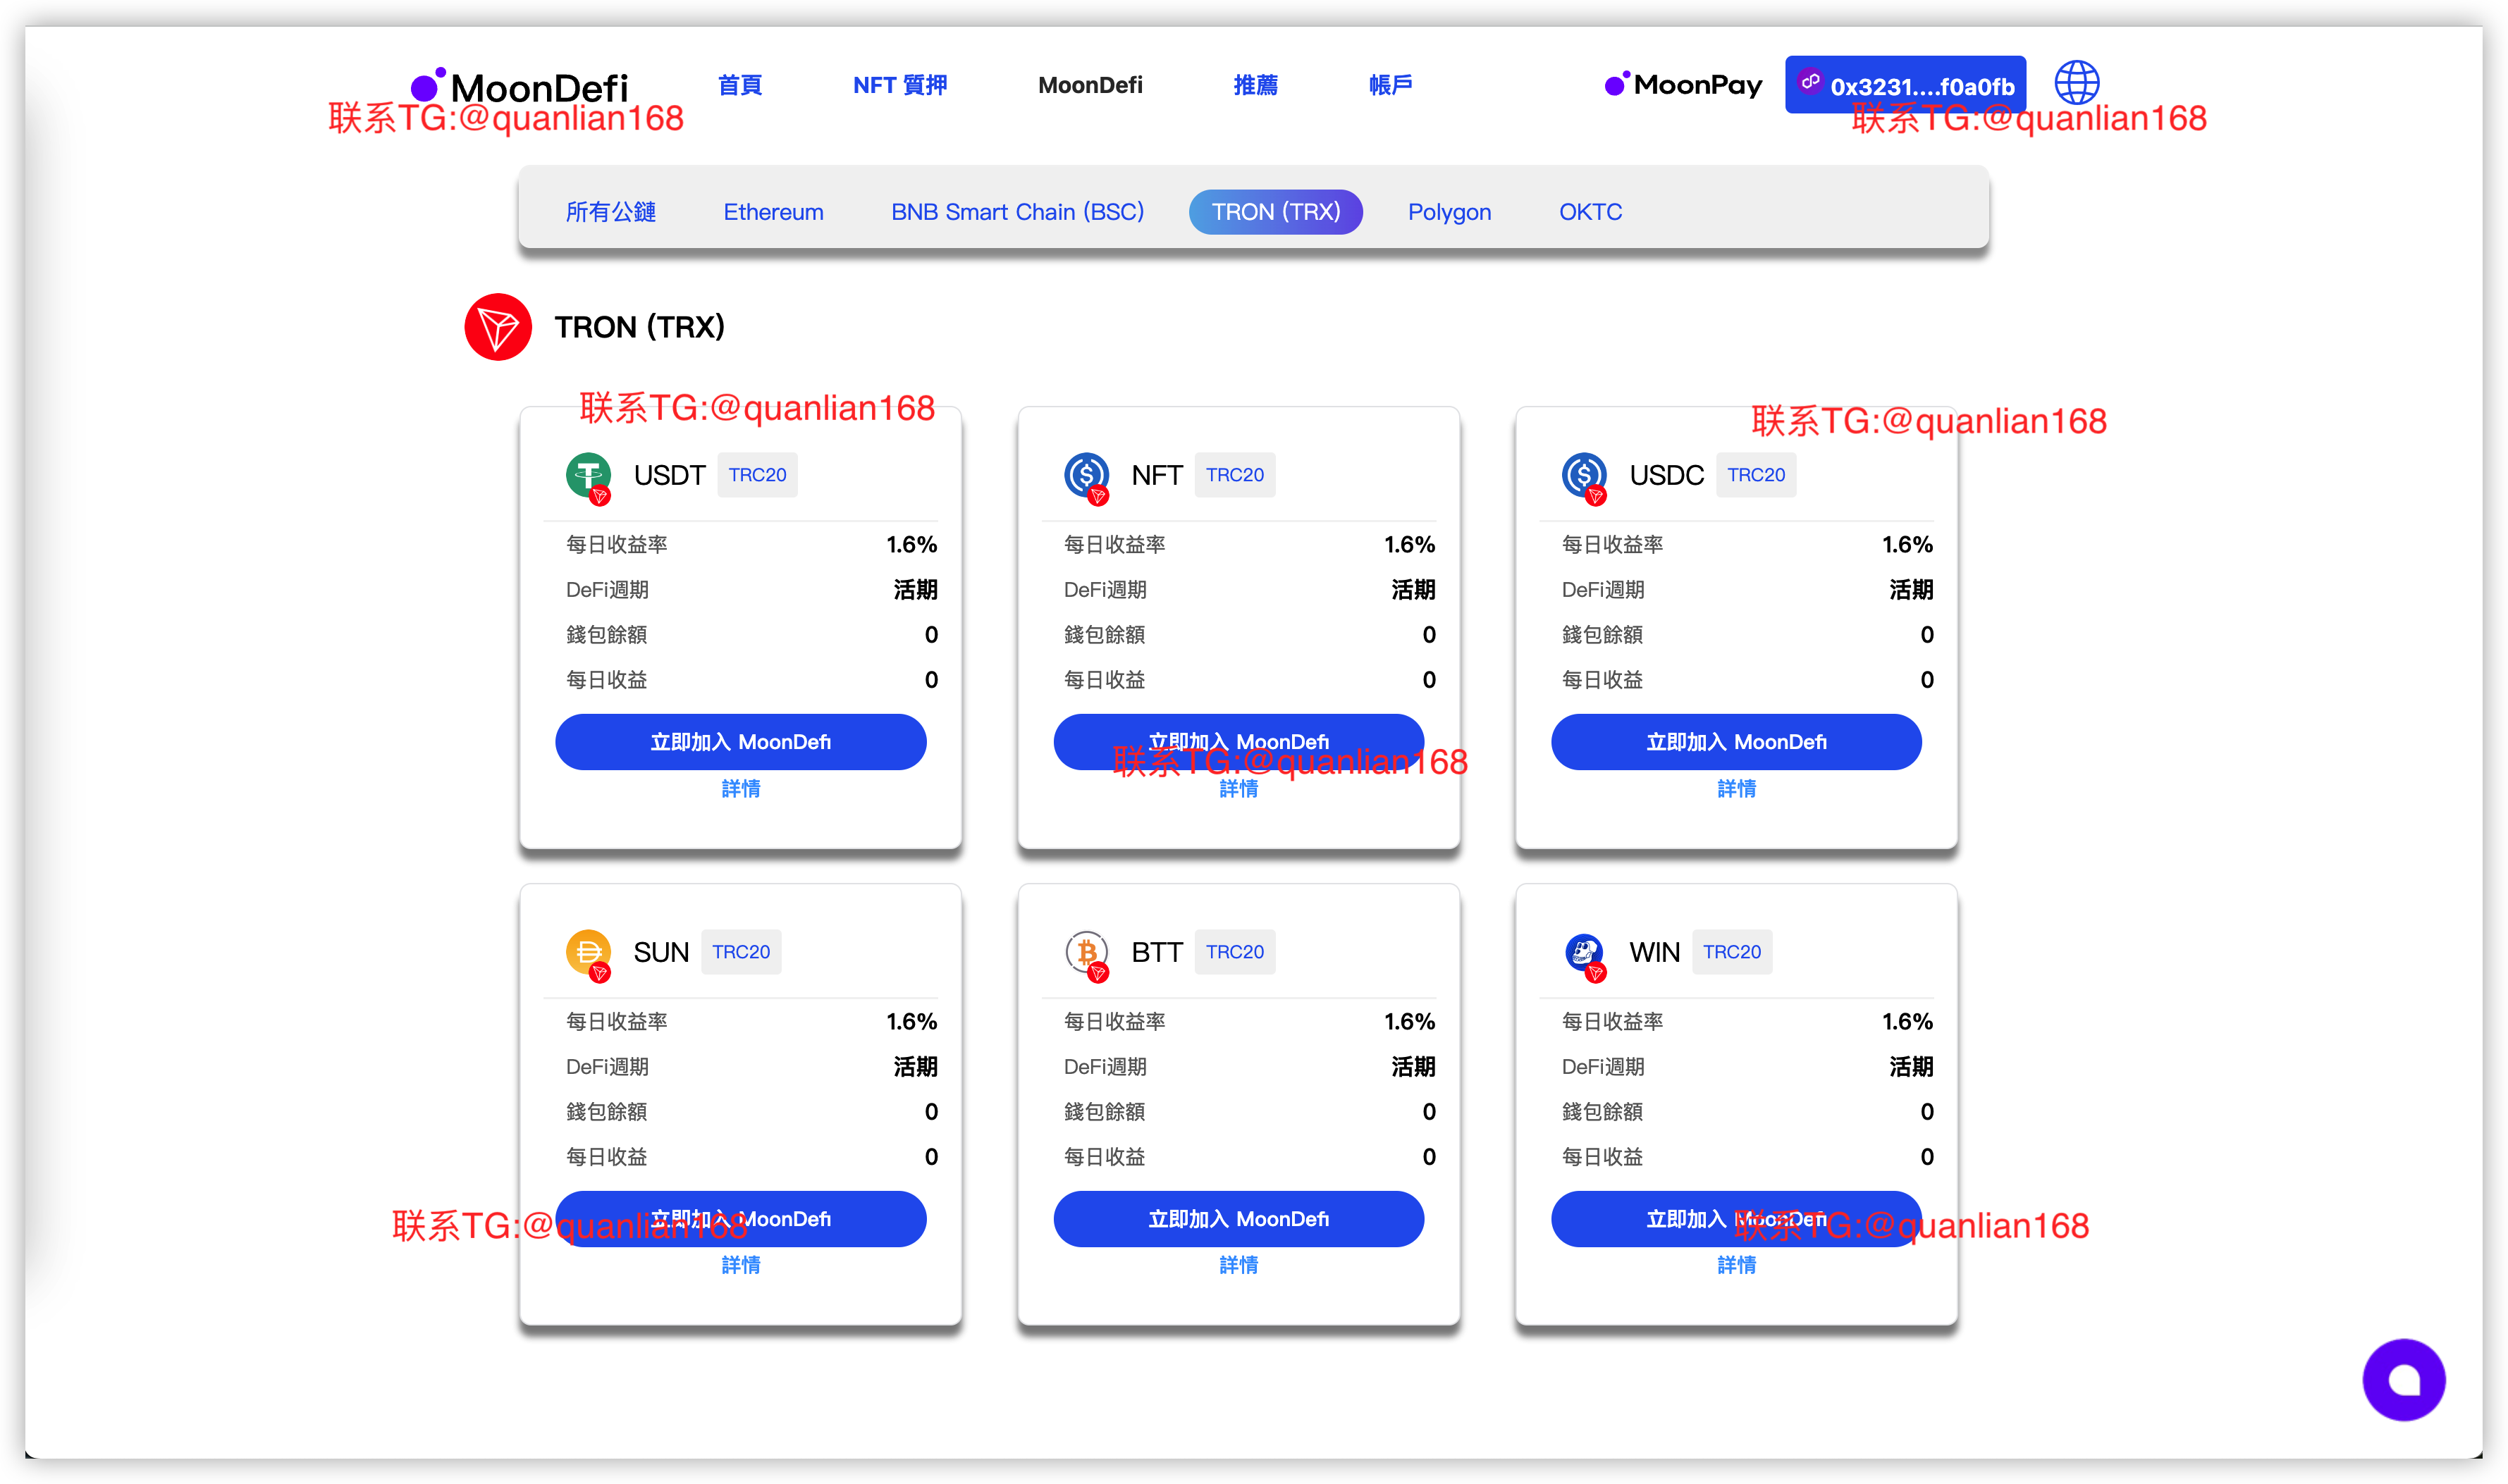 MoonDefi 首頁 NFT 質押 MoonDefi 推薦 帳戶 MoonPay 0x3231....f0a0fb
联系TG:@quanlian168 联系TG:@quanlian168
所有公鏈 Ethereum BNB Smart Chain (BSC) TRON (TRX) Polygon OKTC
TRON (TRX)
联系TG:@quanlian168 联系TG:@quanlian168
USDT TRC20
每日收益率 1.6%
DeFi週期 活期
錢包餘額 0
每日收益 0
立即加入 MoonDefi
詳情
NFT TRC20
每日收益率 1.6%
DeFi週期 活期
錢包餘額 0
每日收益 0
立即加入 MoonDefi
联系TG:@quanlian168
詳情
USDC TRC20
每日收益率 1.6%
DeFi週期 活期
錢包餘額 0
每日收益 0
立即加入 MoonDefi
詳情
SUN TRC20
每日收益率 1.6%
DeFi週期 活期
錢包餘額 0
每日收益 0
立即加入 MoonDefi
联系TG:@quanlian168
詳情
BTT TRC20
每日收益率 1.6%
DeFi週期 活期
錢包餘額 0
每日收益 0
立即加入 MoonDefi
詳情
WIN TRC20
每日收益率 1.6%
DeFi週期 活期
錢包餘額 0
每日收益 0
立即加入 MoonDefi
联系TG:@quanlian168
詳情